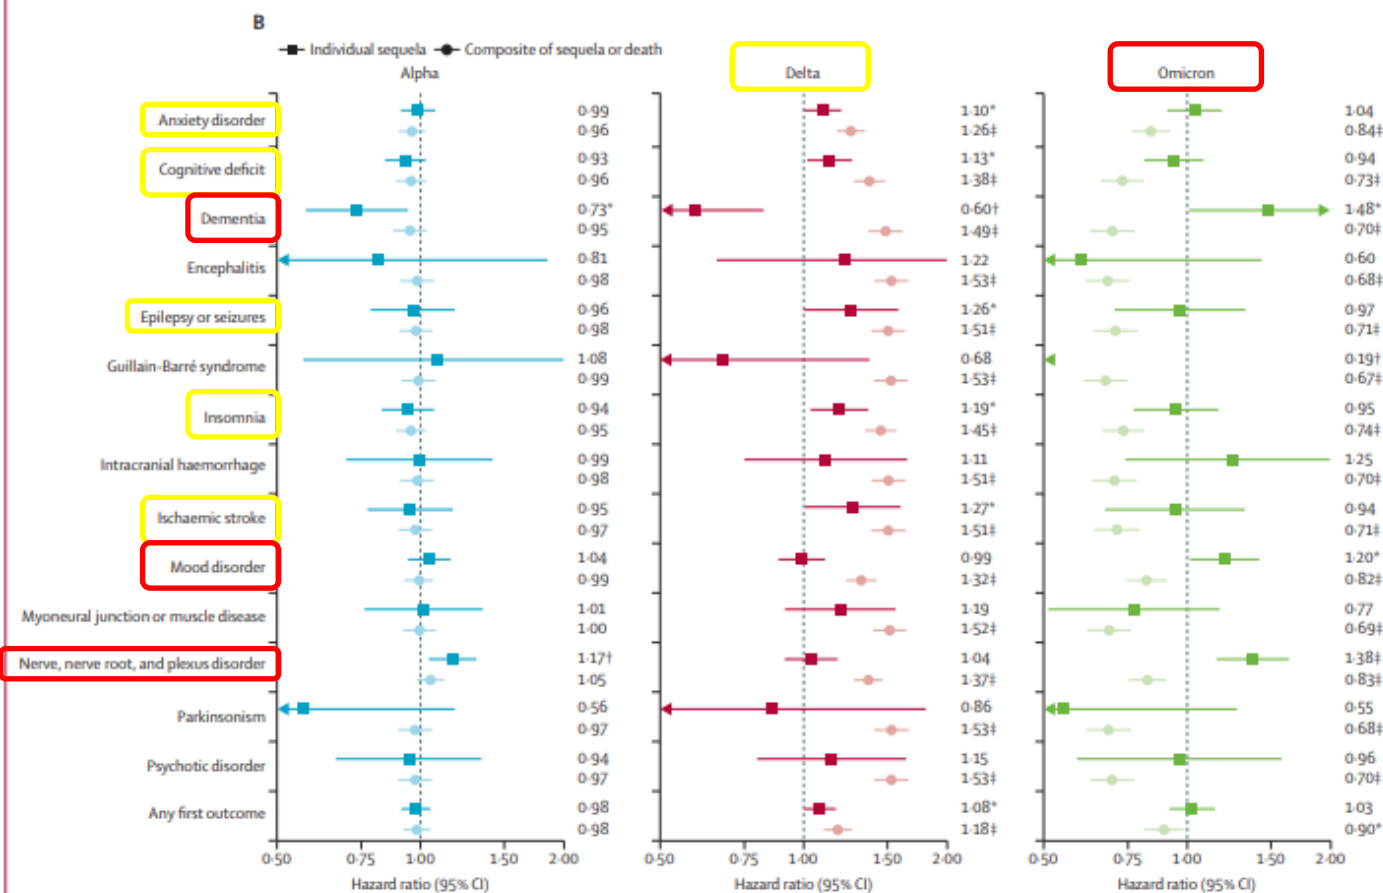 B
Individual sequela Composite of sequela or death
Alpha Delta Omicron
Anxiety disorder 0·99 1·10* 1·04
0·96 1·26‡ 0·84‡
Cognitive deficit 0·93 1·13* 0·94
0·96 1·38‡ 0·73‡
Dementia 0·73* 0·60† 1·48*
0·95 1·49‡ 0·70‡
Encephalitis 0·81 1·22 0·60
0·98 1·53‡ 0·68‡
Epilepsy or seizures 0·96 1·26* 0·97
0·98 1·51‡ 0·71‡
Guillain-Barré syndrome 1·08 0·68 0·19†
0·99 1·53‡ 0·67‡
Insomnia 0·94 1·19* 0·95
0·95 1·45‡ 0·74‡
Intracranial haemorrhage 0·99 1·11 1·25
0·98 1·51‡ 0·70‡
Ischaemic stroke 0·95 1·27* 0·94
0·97 1·51‡ 0·71‡
Mood disorder 1·04 0·99 1·20*
0·99 1·32‡ 0·82‡
Myoneural junction or muscle disease 1·01 1·19 0·77
1·00 1·52‡ 0·69‡
Nerve, nerve root, and plexus disorder 1·17† 1·04 1·38‡
1·05 1·37‡ 0·83‡
Parkinsonism 0·56 0·86 0·55
0·97 1·53‡ 0·68‡
Psychotic disorder 0·94 1·15 0·96
0·97 1·53‡ 0·70‡
Any first outcome 0·98 1·08* 1·03
0·98 1·18‡ 0·90*
0·50 0·75 1·00 1·50 2·00 0·50 0·75 1·00 1·50 2·00 0·50 0·75 1·00 1·50 2·00
Hazard ratio (95% CI) Hazard ratio (95% CI) Hazard ratio (95% CI)